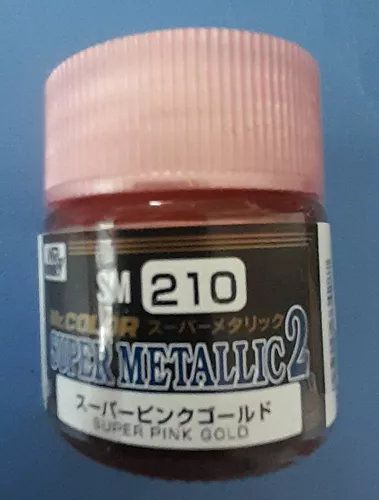 SM 210
Mr.COLOR スーパーメタリック
SUPER METALLIC 2
スーパーピンクゴールド
SUPER PINK GOLD